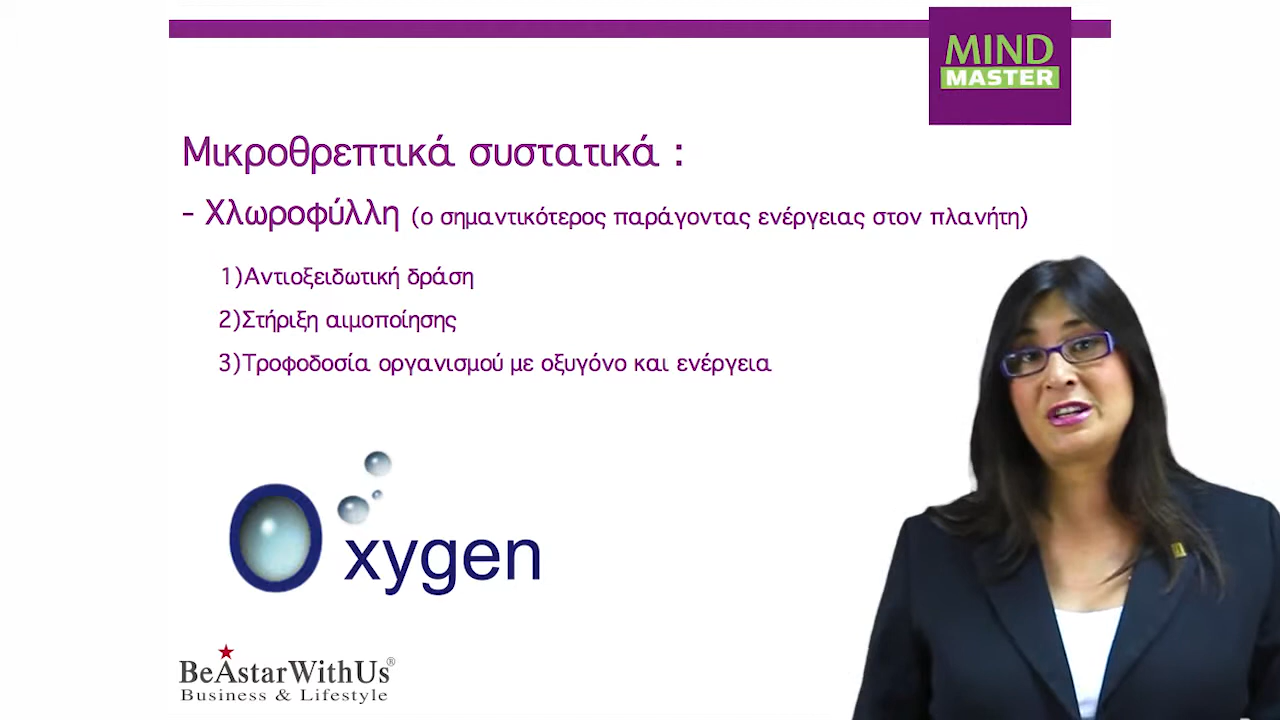 MIND
MASTER
Μικροθρεπτικά συστατικά :
- Χλωροφύλλη (ο σημαντικότερος παράγοντας ενέργειας στον πλανήτη)
1)Αντιοξειδωτική δράση
2)Στήριξη αιμοποίησης
3)Τροφοδοσία οργανισμού με οξυγόνο και ενέργεια
Oxygen
BeAstarWithUs®
Business & Lifestyle